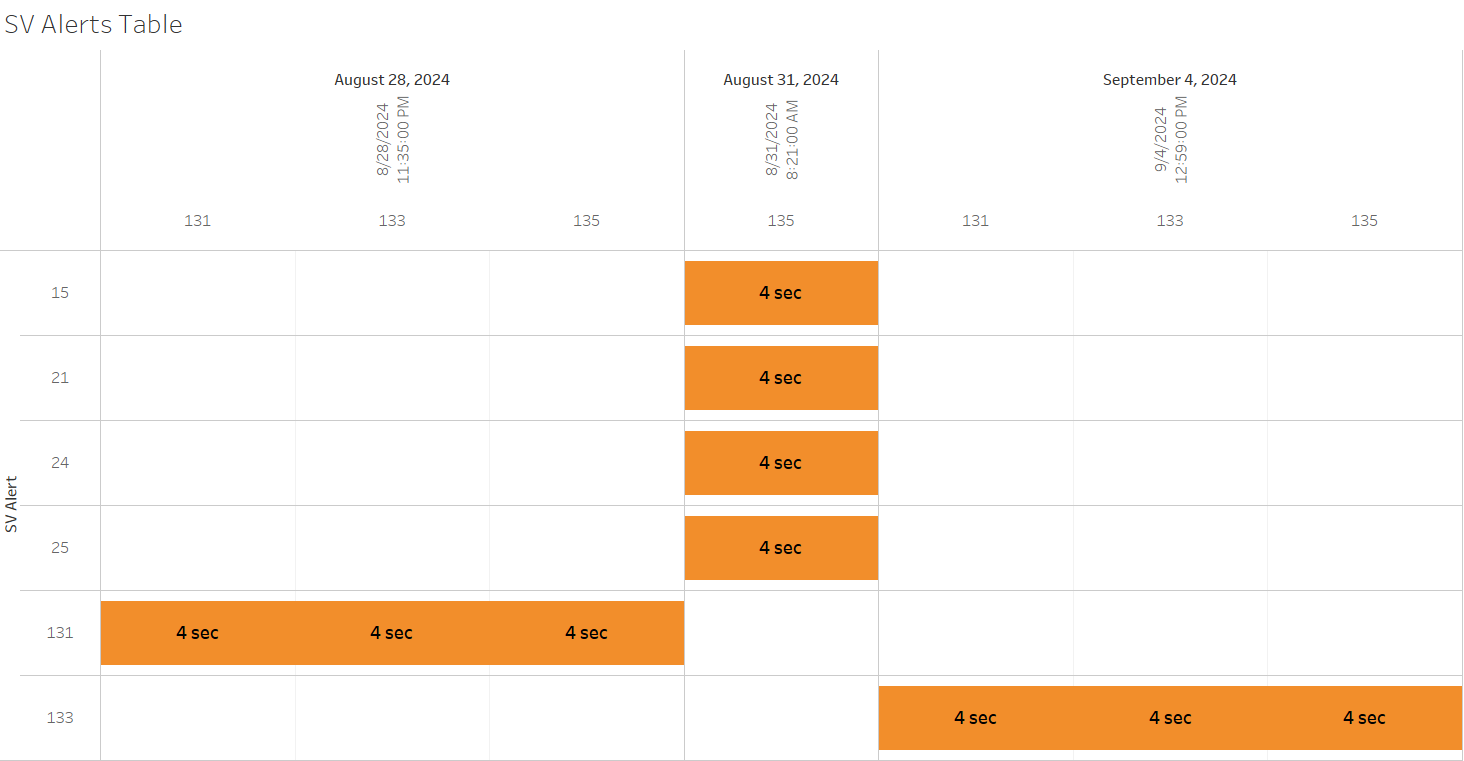 SV Alerts Table
August 28, 2024
August 31, 2024
September 4, 2024
8/28/2024
11:35:00 PM
8/31/2024
8:21:00 AM
9/4/2024
12:59:00 PM
131 133 135 135 131 133 135
SV Alert
15 4 sec
21 4 sec
24 4 sec
25 4 sec
131 4 sec 4 sec 4 sec
133 4 sec 4 sec 4 sec